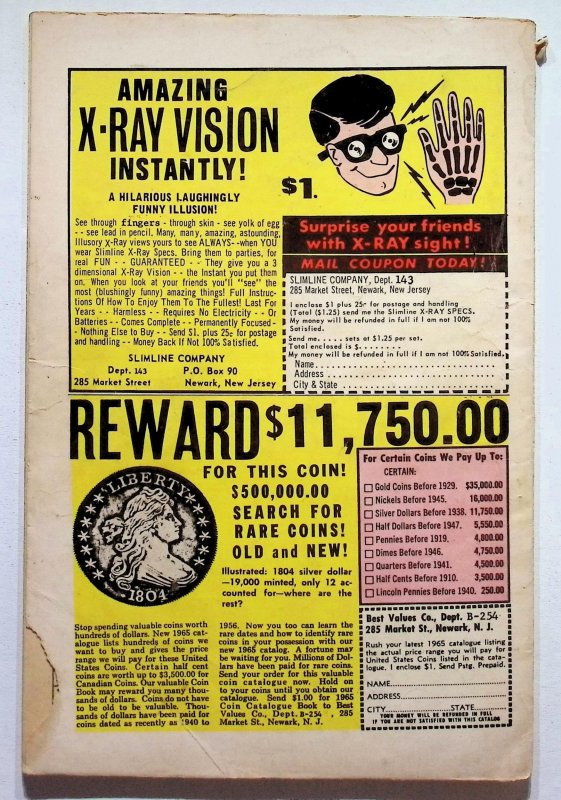 AMAZING
X-RAY VISION
INSTANTLY!
A HILARIOUS LAUGHINGLY
FUNNY ILLUSION!
See through fingers - through skin - see yolk of egg
-- see lead in pencil. Many, many, amazing, astounding,
Illusory X-Ray views yours to see ALWAYS--when YOU
wear Slimline X-Ray Specs. Bring them to parties, for
real FUN -- GUARANTEED -- They give you a 3
dimensional X-Ray Vision -- the Instant you put them
on. When you look at your friends you'll "see" the
most (blushingly funny) amazing things! Full Instruc-
tions Of How To Enjoy Them To The Fullest! Last For
Years - Harmless -- Requires No Electricity -- Or
Batteries -- Comes Complete -- Permanently Focused-
-Nothing Else to Buy -- Send $1. plus 25¢ for postage
and handling -- Money Back If Not 100% Satisfied.
SLIMLINE COMPANY
Dept. 143 P.O. Box 90
285 Market Street Newark, New Jersey
$1.
Surprise your friends
with X-RAY sight!
MAIL COUPON TODAY!
SLIMLINE COMPANY, Dept. 143
285 Market Street, Newark, New Jersey
I enclose $1 plus 25¢ for postage and handling
(Total ($1.25) send me the Slimline X-RAY SPECS.
My money will be refunded in full if I am not 100%
Satisfied.
Send me..... sets at $1.25 per set.
Total enclosed is $........
My money will be refunded in full if I am not 100% Satisfied.
Name
Address
City & State
REWARD $11,750.00
FOR THIS COIN!
$500,000.00
SEARCH FOR
RARE COINS!
OLD and NEW!
LIBERTY
1804
Illustrated: 1804 silver dollar
—19,000 minted, only 12 ac-
counted for—where are the
rest?
For Certain Coins We Pay Up To:
CERTAIN:
Gold Coins Before 1929. $35,000.00
Nickels Before 1945. 16,000.00
Silver Dollars Before 1938. 11,750.00
Half Dollars Before 1947. 5,550.00
Pennies Before 1919. 4,800.00
Dimes Before 1946. 4,750.00
Quarters Before 1941. 4,500.00
Half Cents Before 1910. 3,500.00
Lincoln Pennies Before 1940. 250.00
Stop spending valuable coins worth
hundreds of dollars. New 1965 cat-
alogue lists hundreds of coins we
want to buy and gives the price
range we will pay for these United
States Coins. Certain half cent
coins are worth up to $3,500.00 for
Canadian Coins. Our valuable Coin
Book may reward you many thou-
sands of dollars. Coins do not have
to be old to be valuable. Thou-
sands of dollars have been paid for
coins dated as recently as 1940 to
1956. Now you too can learn the
rare dates and how to identify rare
coins in your possession with our
new 1965 catalog. A fortune may
be waiting for you. Millions of Dol-
lars have been paid for rare coins.
Send your order for this valuable
coin catalogue now. Hold on
to your coins until you obtain our
catalogue. Send $1.00 for 1965
Coin Catalogue Book to Best
Values Co., Dept. B-254 , 285
Market St., Newark, N. J.
Best Values Co., Dept. B-254
285 Market St., Newark, N. J.
Rush your latest 1965 catalogue listing
the actual price range you will pay for
United States Coins listed in the cata-
logue. I enclose $1. Send Pstg. Prepaid.
NAME
ADDRESS
CITY STATE
YOUR MONEY WILL BE REFUNDED IN FULL
IF YOU ARE NOT SATISFIED WITH THIS CATALOG